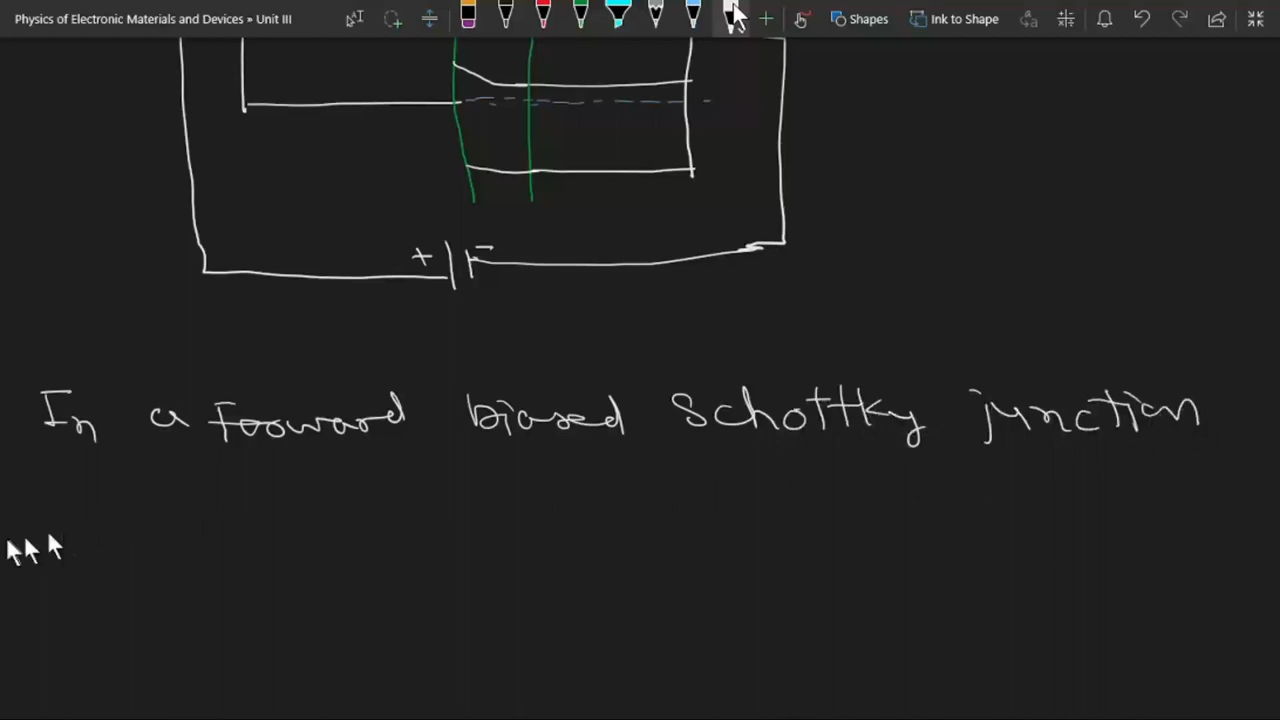 Physics of Electronic Materials and Devices » Unit III
Shapes
Ink to Shape
+ -
In a Forward biased Schottky junction